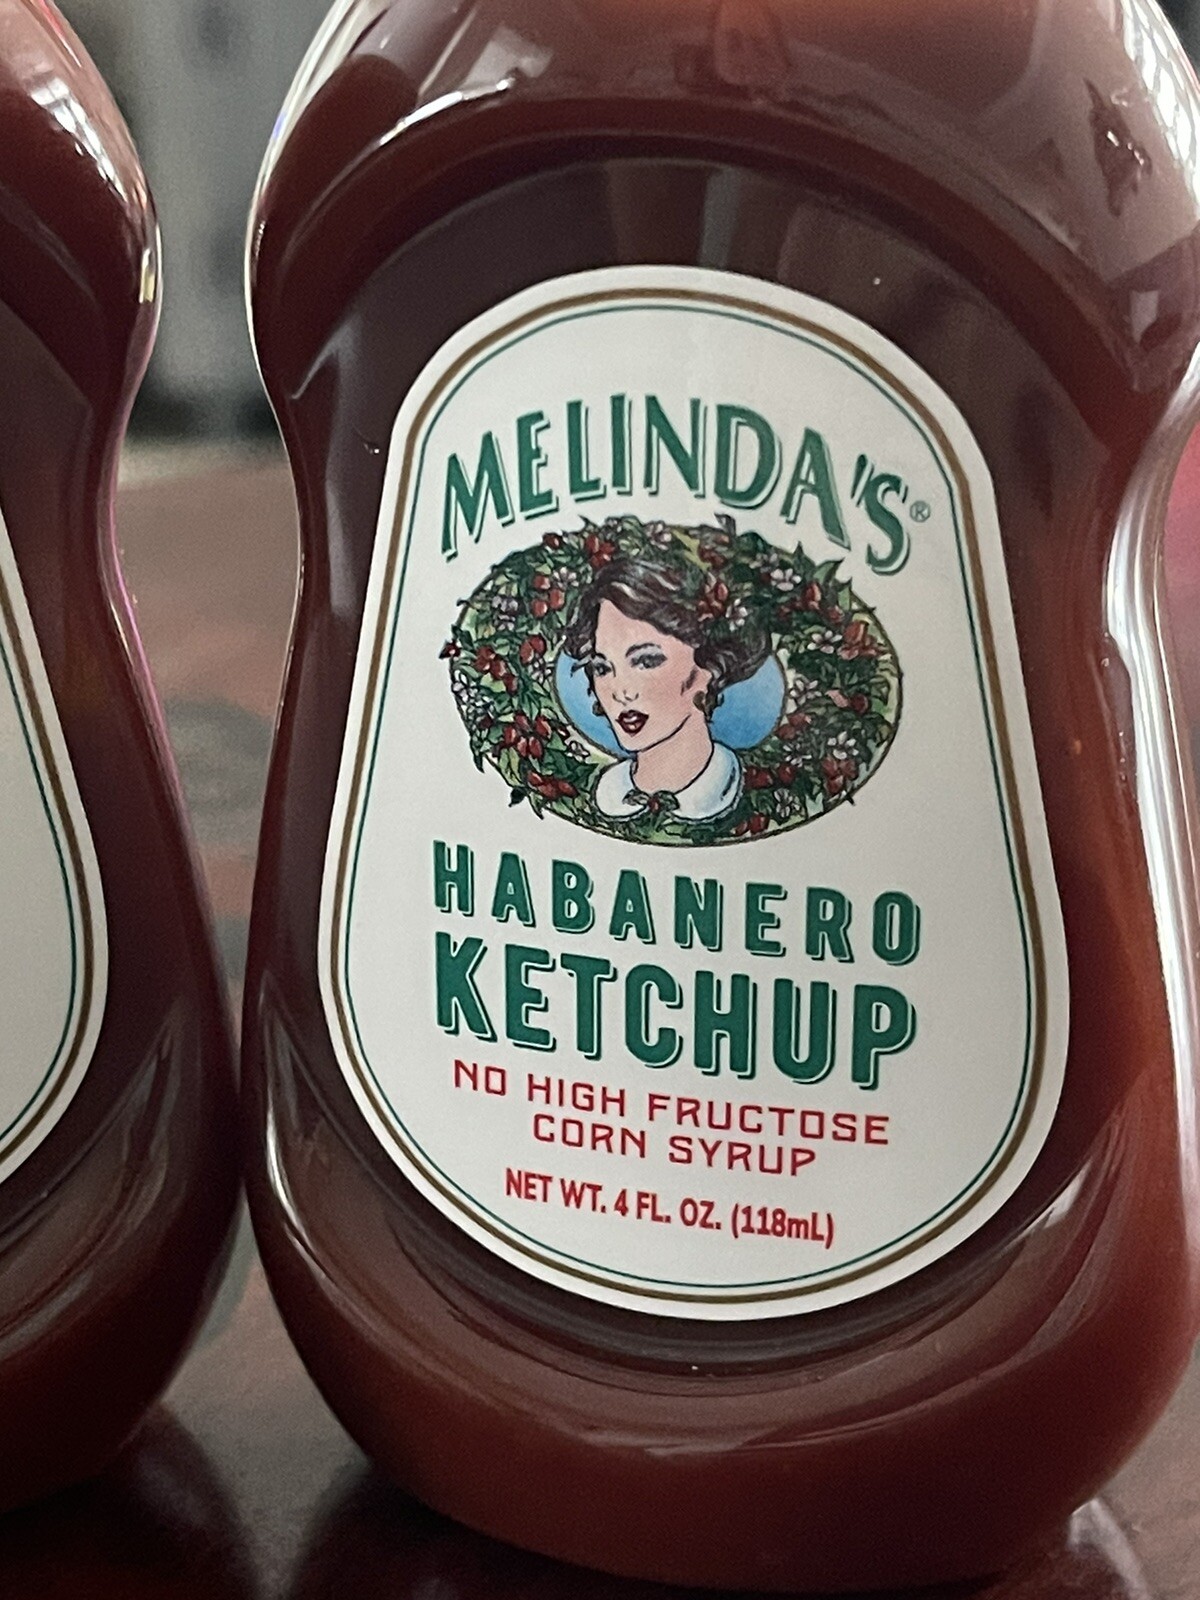 MELINDA'S®
HABANERO
KETCHUP
NO HIGH FRUCTOSE
CORN SYRUP
NET WT. 4 FL. OZ. (118mL)